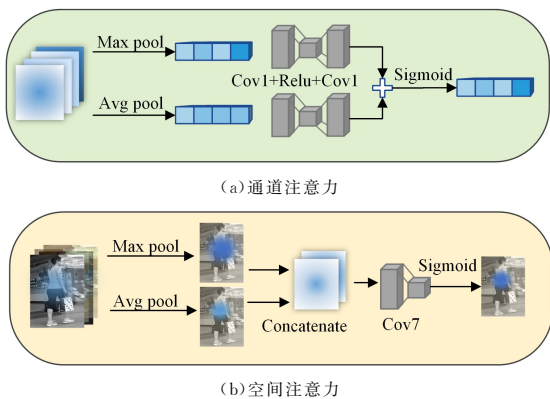 Max pool
Cov1+Relu+Cov1
Sigmoid
Avg pool
(a)通道注意力
Max pool
Sigmoid
Avg pool
Concatenate
Cov7
(b)空间注意力